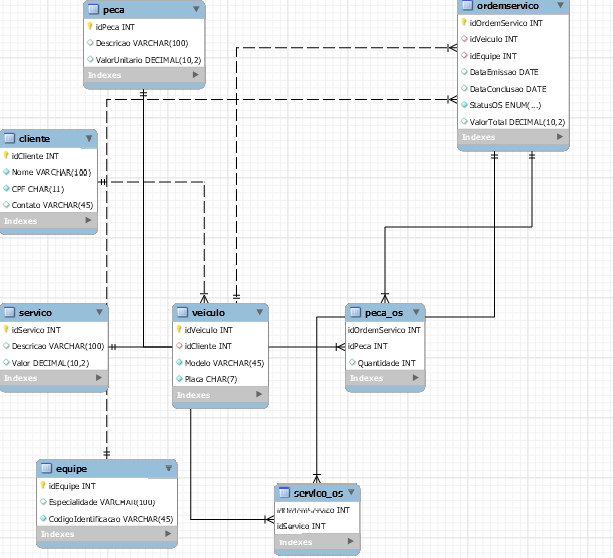 peca
idPeca INT
Descricao VARCHAR(100)
ValorUnitario DECIMAL(10,2)
Indexes
ordemservico
idOrdemServico INT
idVeiculo INT
idEquipe INT
DataEmissao DATE
DataConclusao DATE
StatusOS ENUM(...)
ValorTotal DECIMAL(10,2)
Indexes
cliente
idCliente INT
Nome VARCHAR(100)
CPF CHAR(11)
Contato VARCHAR(45)
Indexes
servico
idServico INT
Descricao VARCHAR(100)
Valor DECIMAL(10,2)
Indexes
veiculo
idVeiculo INT
idCliente INT
Modelo VARCHAR(45)
Placa CHAR(7)
Indexes
peca_os
idOrdemServico INT
idPeca INT
Quantidade INT
Indexes
equipe
idEquipe INT
Especialidade VARCHAR(100)
CodigoIdentificacao VARCHAR(45)
Indexes
servico_os
INT
idServico INT
Indexes